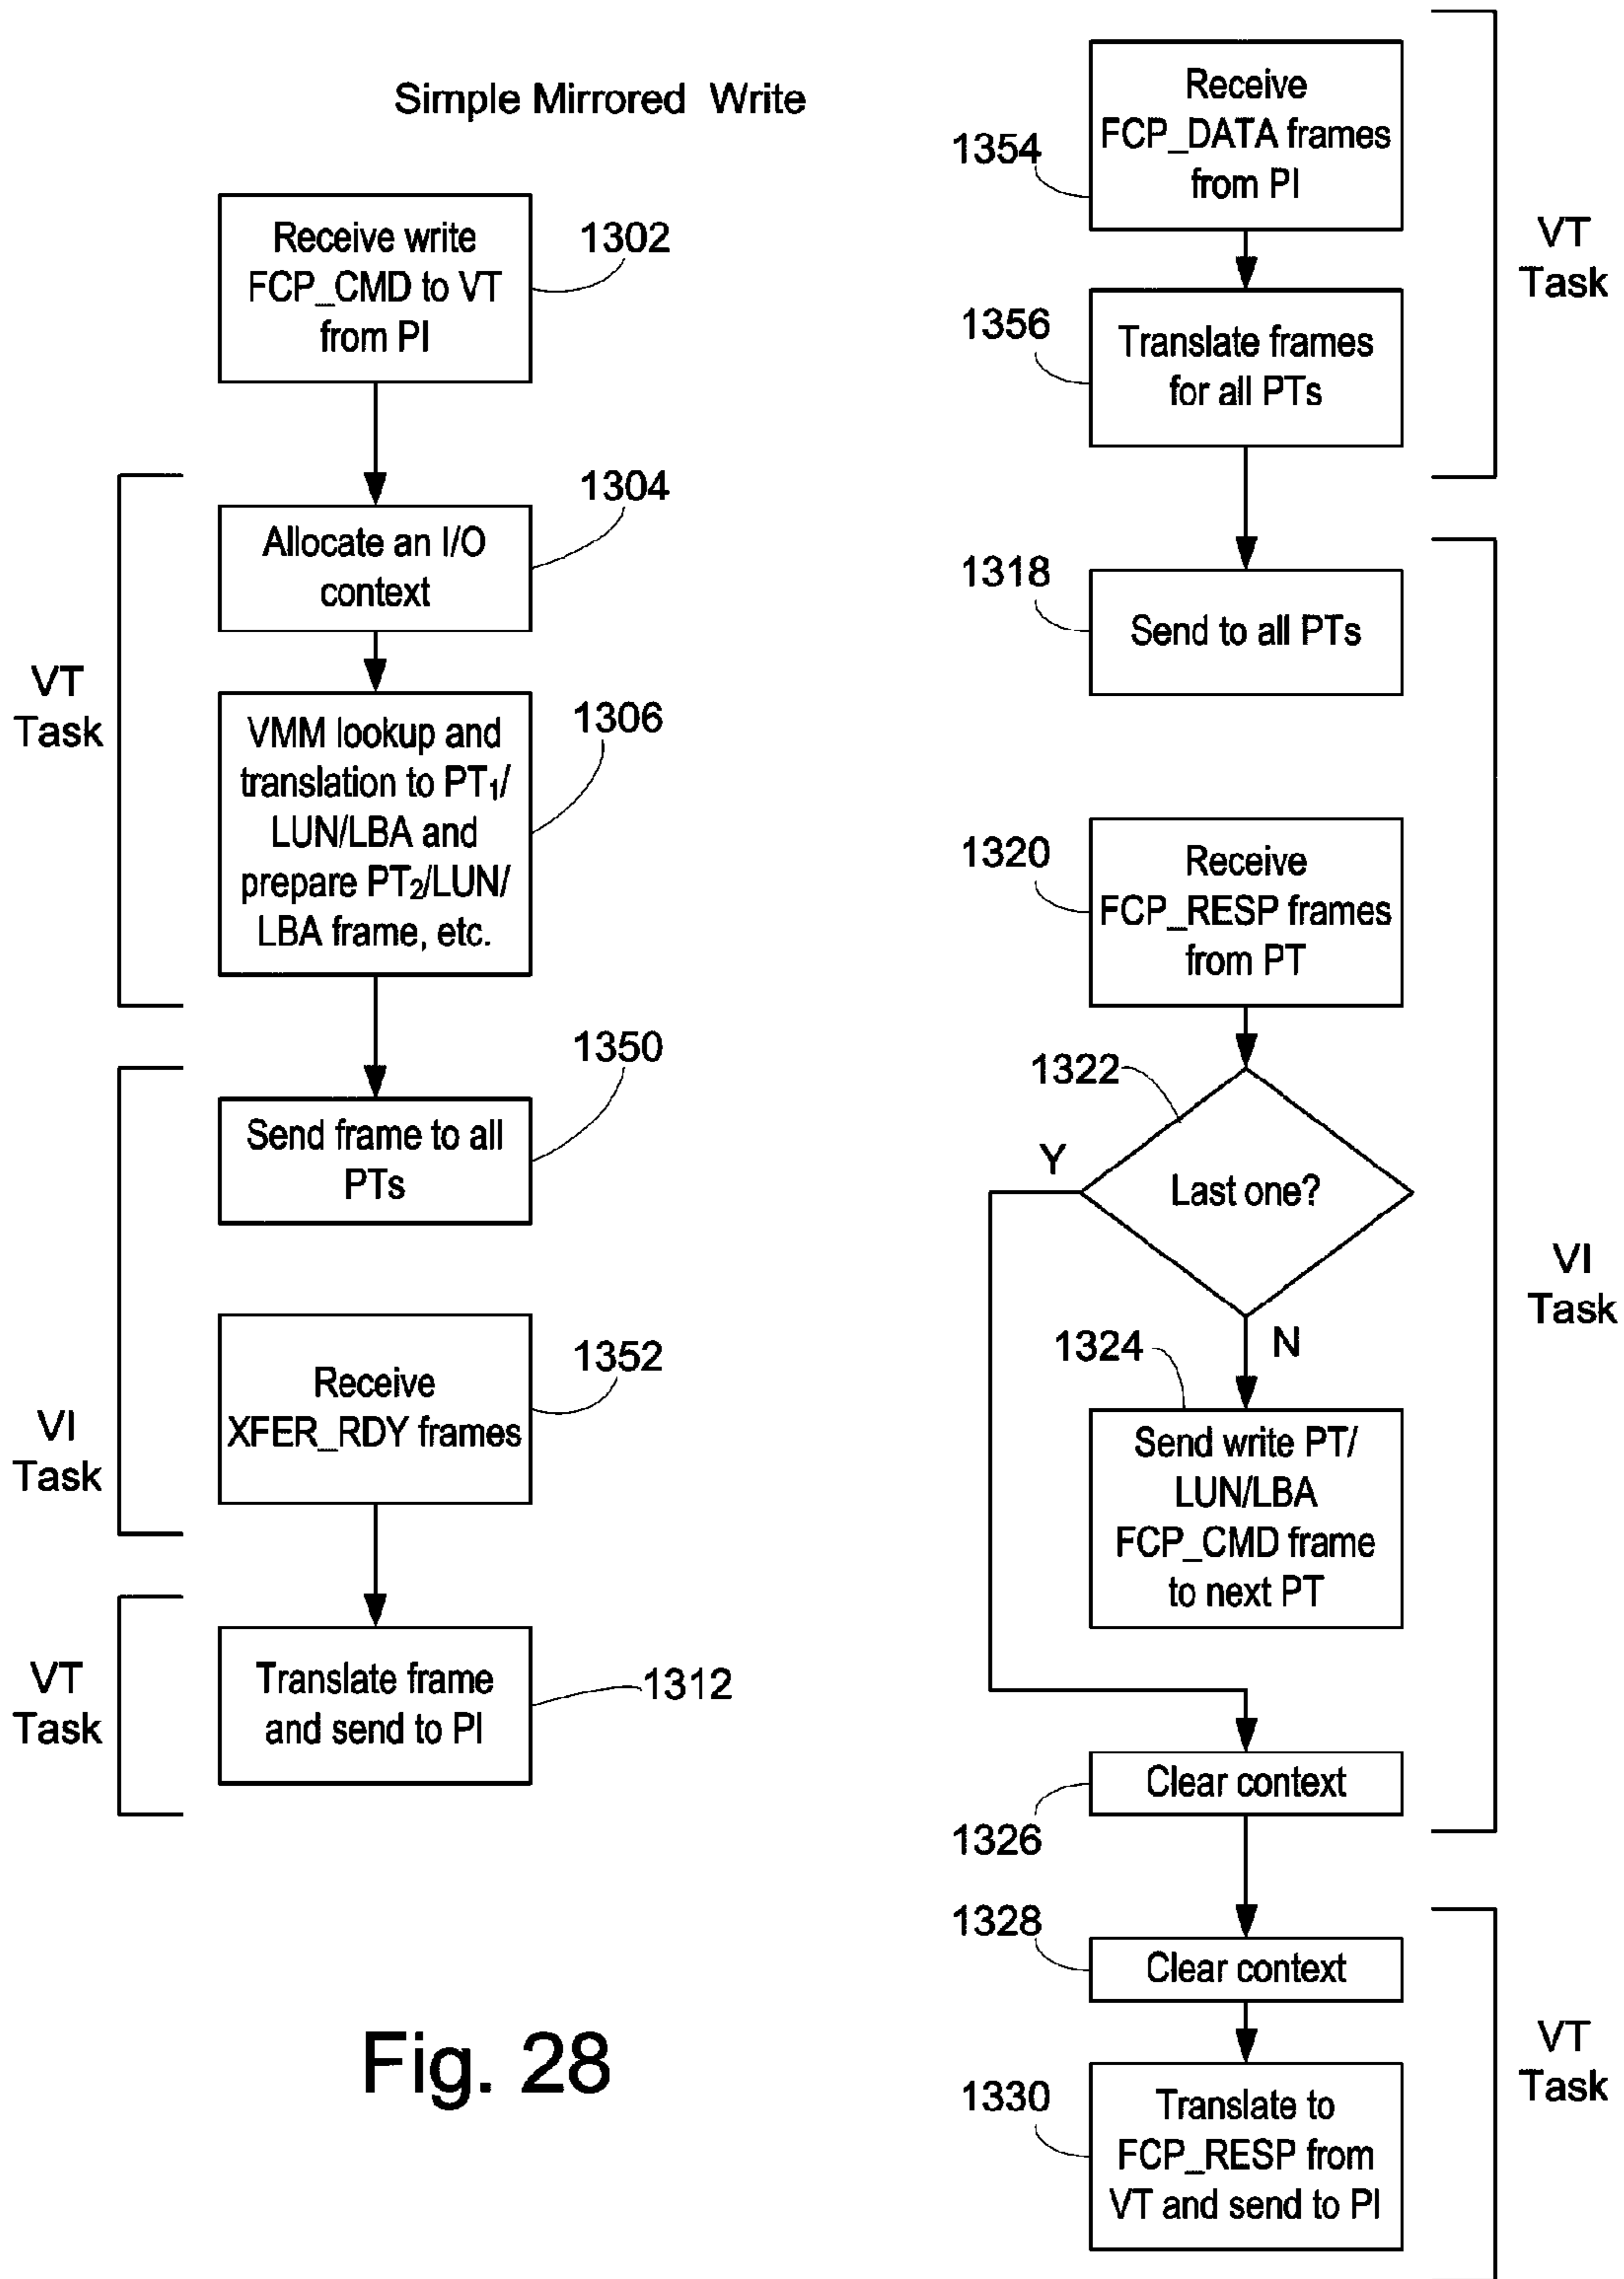 Simple Mirrored Write
Receive write
FCP_CMD to VT
from PI
1302
Allocate an I/O
context
1304
VMM lookup and
translation to PT₁/
LUN/LBA and
prepare PT₂/LUN/
LBA frame, etc.
1306
VT
Task
Send frame to all
PTs
1350
Receive
XFER_RDY frames
1352
VI
Task
Translate frame
and send to PI
1312
VT
Task
Fig. 28
Receive
FCP_DATA frames
from PI
1354
Translate frames
for all PTs
1356
VT
Task
Send to all PTs
1318
Receive
FCP_RESP frames
from PT
1320
Last one?
1322
Y
N
Send write PT/
LUN/LBA
FCP_CMD frame
to next PT
1324
Clear context
1326
VI
Task
Clear context
1328
Translate to
FCP_RESP from
VT and send to PI
1330
VT
Task